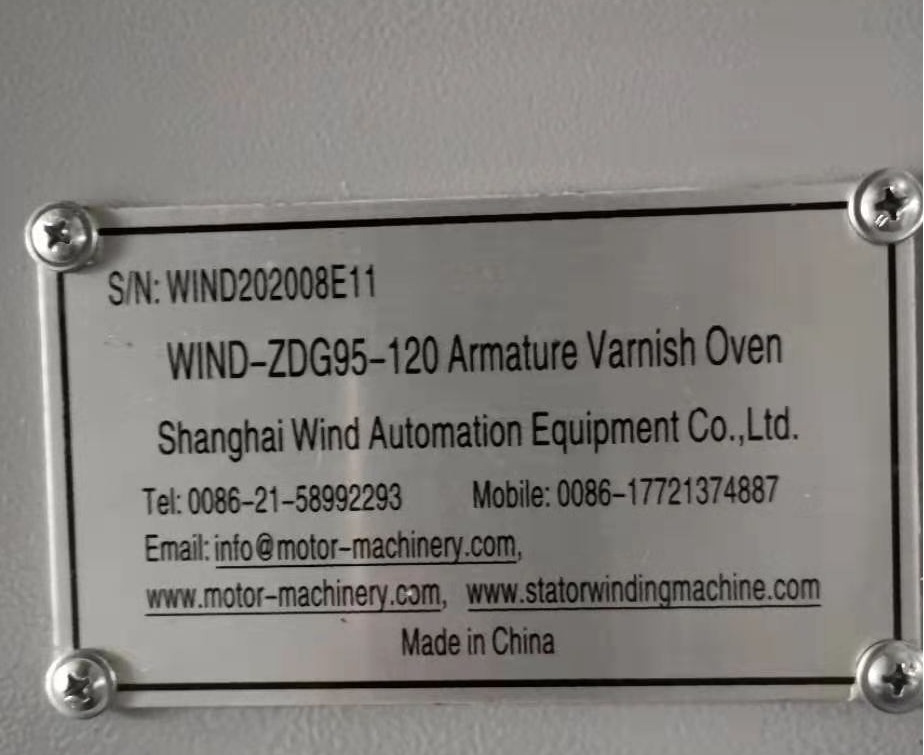 S/N: WIND202008E11
WIND-ZDG95-120 Armature Varnish Oven
Shanghai Wind Automation Equipment Co.,Ltd.
Tel: 0086-21-58992293 Mobile: 0086-17721374887
Email: info@motor-machinery.com,
www.motor-machinery.com, www.statorwindingmachine.com
Made in China